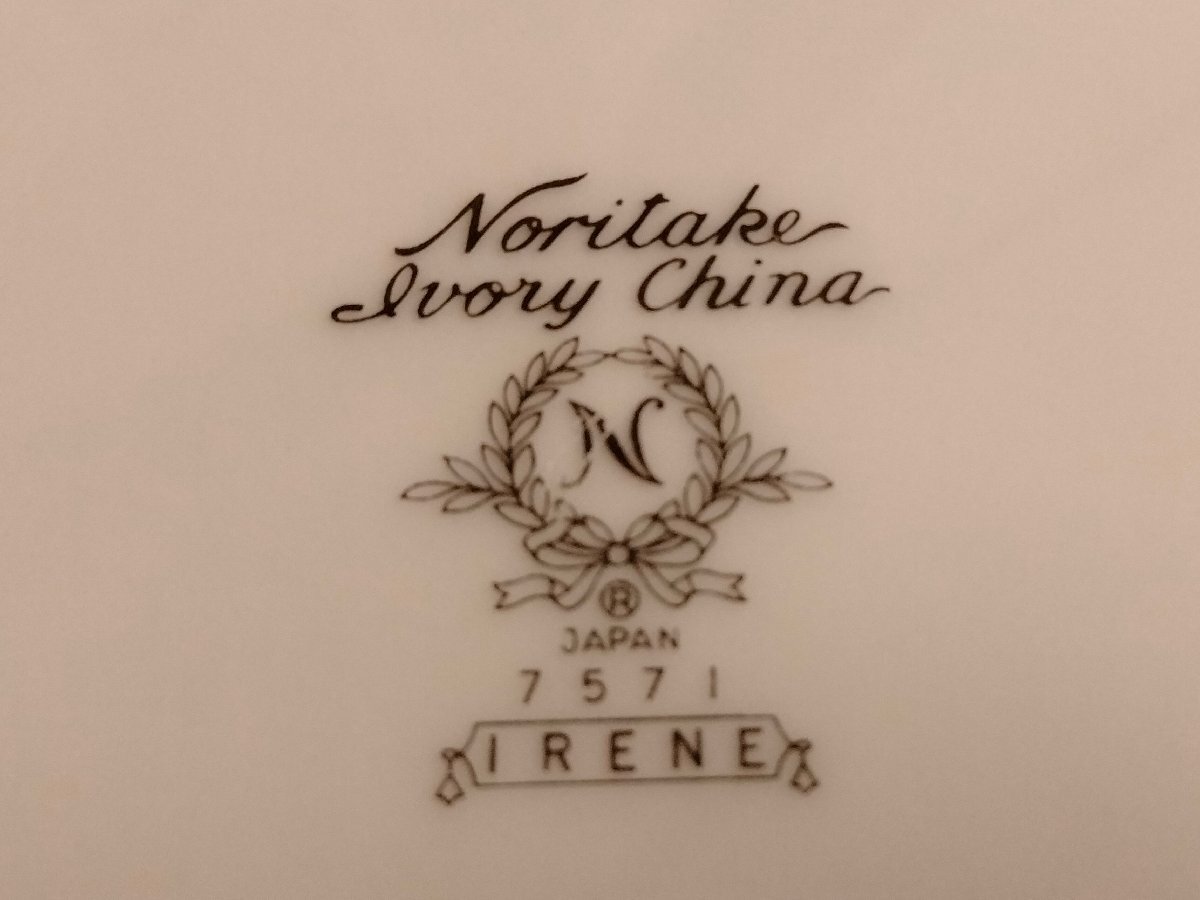 Noritake
Ivory China
N
®
JAPAN
7571
IRENE